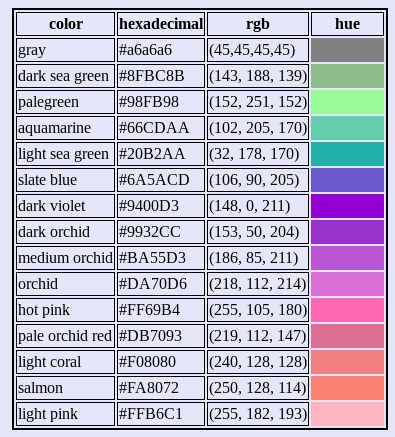 color hexadecimal rgb hue
gray #a6a6a6 (45,45,45,45)
dark sea green #8FBC8B (143, 188, 139)
palegreen #98FB98 (152, 251, 152)
aquamarine #66CDAA (102, 205, 170)
light sea green #20B2AA (32, 178, 170)
slate blue #6A5ACD (106, 90, 205)
dark violet #9400D3 (148, 0, 211)
dark orchid #9932CC (153, 50, 204)
medium orchid #BA55D3 (186, 85, 211)
orchid #DA70D6 (218, 112, 214)
hot pink #FF69B4 (255, 105, 180)
pale orchid red #DB7093 (219, 112, 147)
light coral #F08080 (240, 128, 128)
salmon #FA8072 (250, 128, 114)
light pink #FFB6C1 (255, 182, 193)